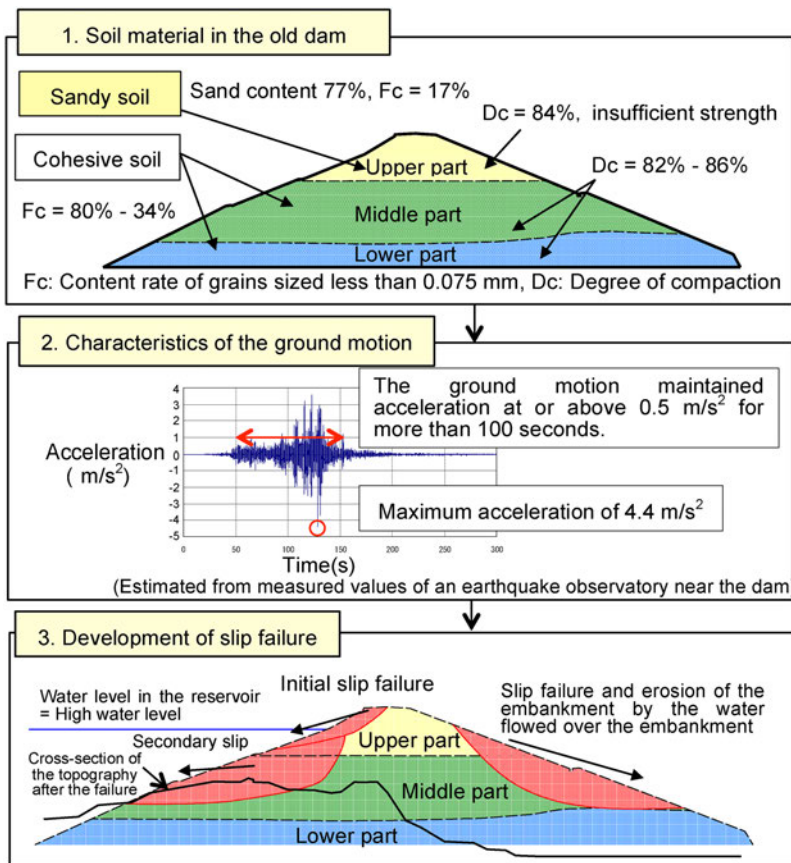 1. Soil material in the old dam
Sandy soil
Sand content 77%, Fc = 17%
Dc = 84%, insufficient strength
Cohesive soil
Upper part
Dc = 82% - 86%
Fc = 80% - 34%
Middle part
Lower part
Fc: Content rate of grains sized less than 0.075 mm, Dc: Degree of compaction
2. Characteristics of the ground motion
The ground motion maintained
acceleration at or above 0.5 m/s² for
more than 100 seconds.
Acceleration
( m/s²)
4
3
2
1
0
-1
-2
-3
-4
-5
Maximum acceleration of 4.4 m/s²
0 50 100 150 200 250 300
Time(s)
(Estimated from measured values of an earthquake observatory near the dam
3. Development of slip failure
Water level in the reservoir
= High water level
Initial slip failure
Slip failure and erosion of the
embankment by the water
flowed over the embankment
Secondary slip
Upper part
Cross-section of
the topography
after the failure
Middle part
Lower part